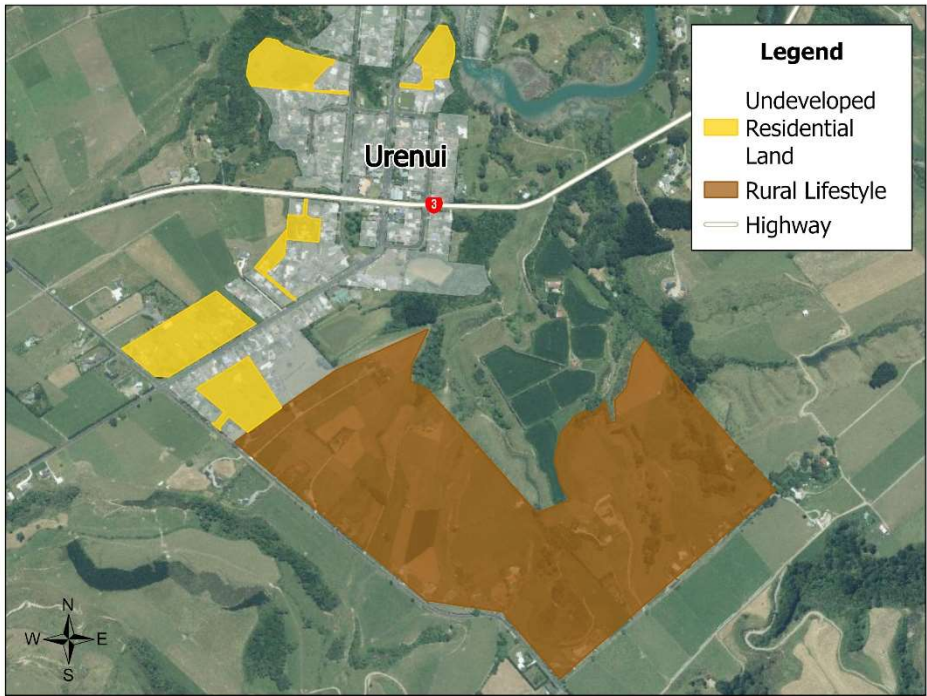 Legend
Undeveloped
Residential
Land
Rural Lifestyle
Highway
Urenui
3
N
W E
S